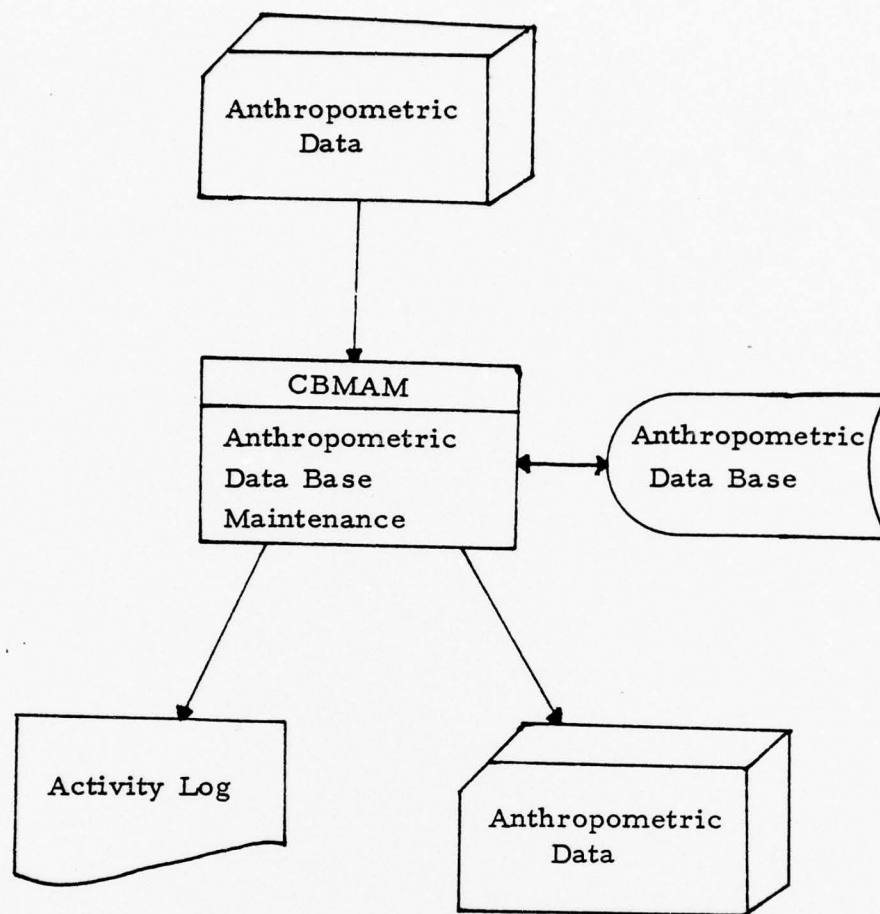 Anthropometric
Data
CBMAM
Anthropometric
Data Base
Maintenance
Anthropometric
Data Base
Activity Log
Anthropometric
Data